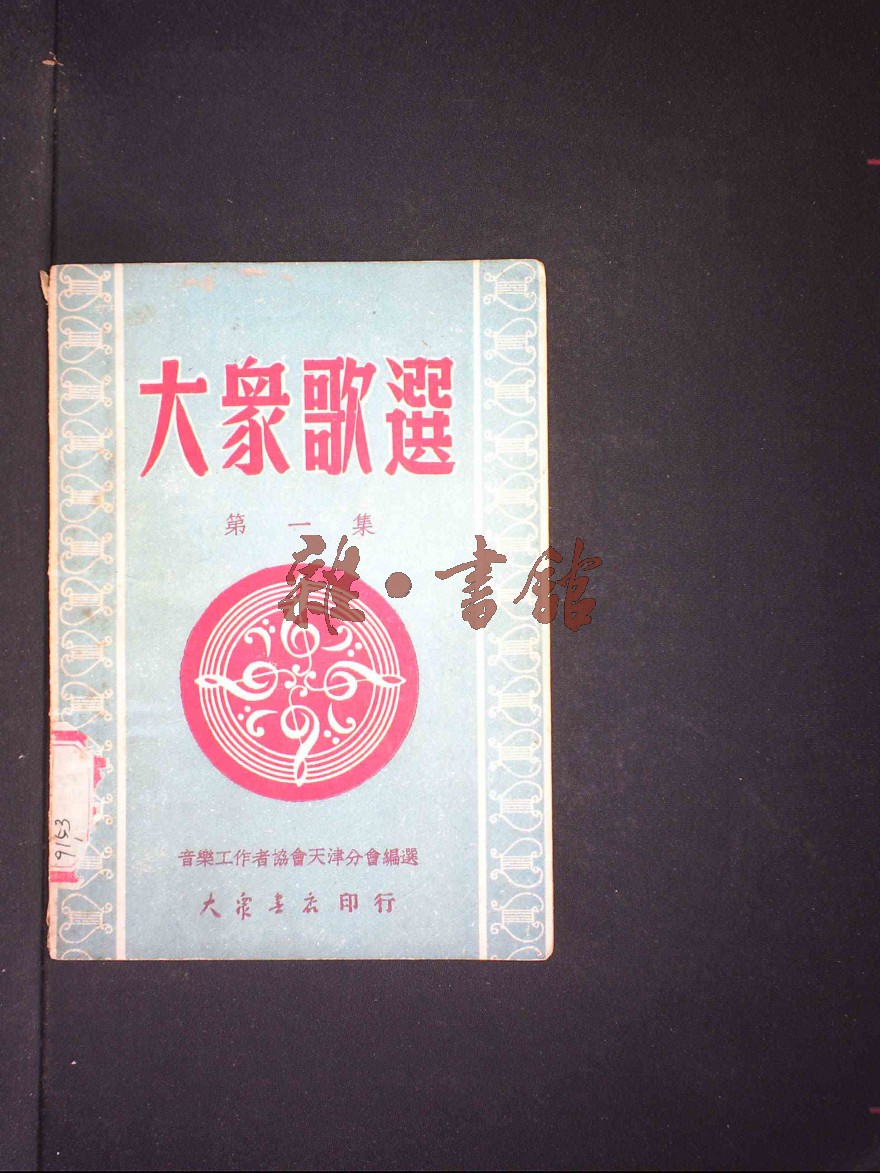 大衆歌選
第一集
雜·書館
音樂工作者協會天津分會編選
大衆書店印行
9153